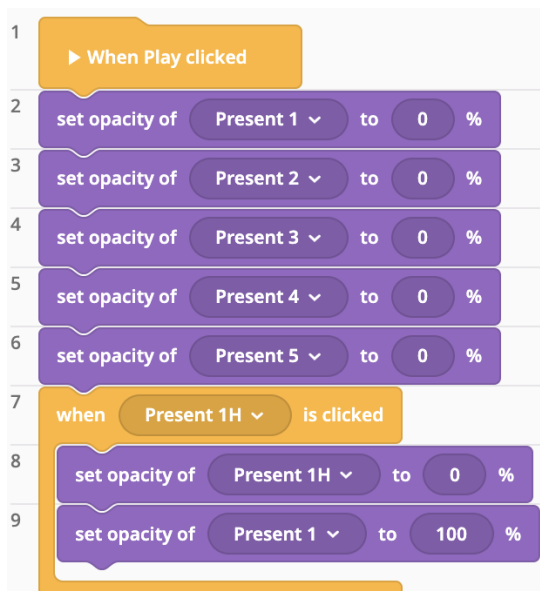 1 When Play clicked
2 set opacity of Present 1 to 0 %
3 set opacity of Present 2 to 0 %
4 set opacity of Present 3 to 0 %
5 set opacity of Present 4 to 0 %
6 set opacity of Present 5 to 0 %
7 when Present 1H is clicked
8 set opacity of Present 1H to 0 %
9 set opacity of Present 1 to 100 %